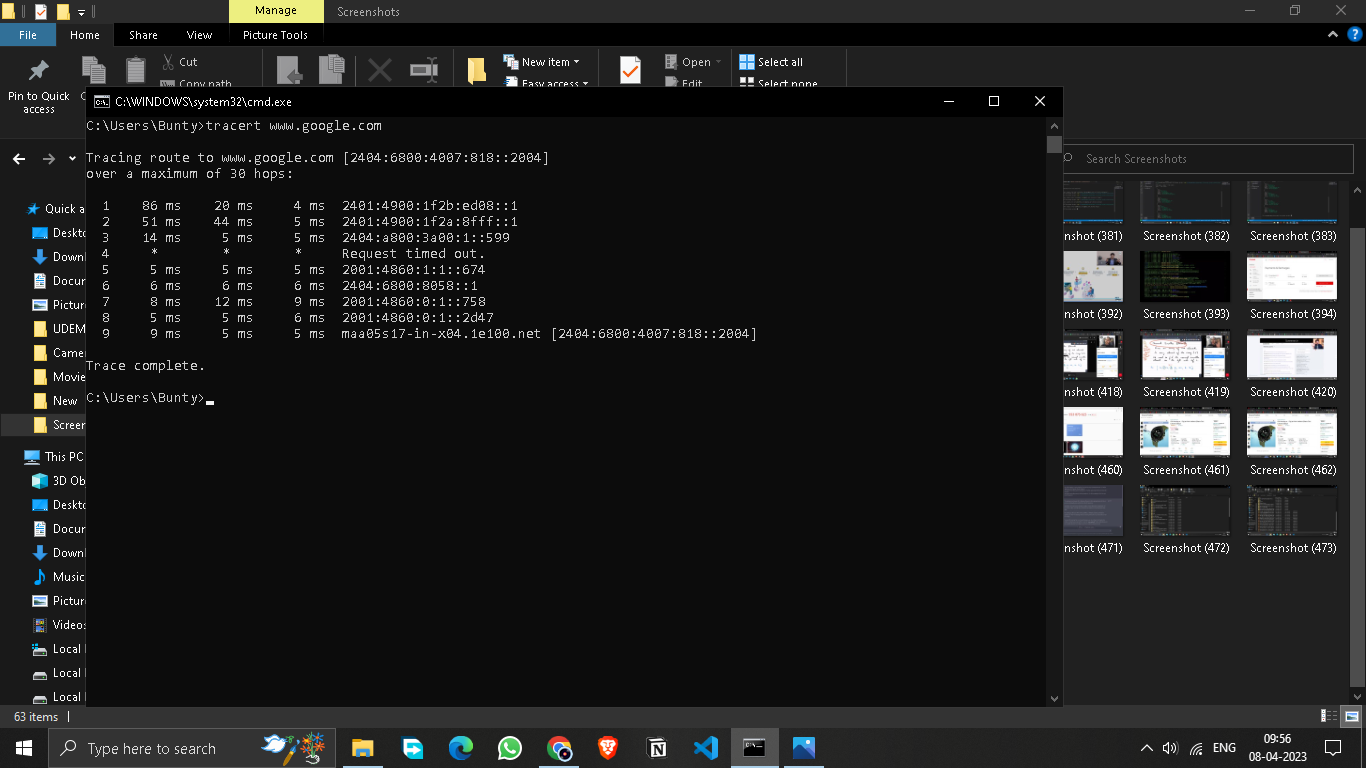 Manage
Screenshots
File
Home
Share
View
Picture Tools
Pin to Quick
access
Cut
Copy path
New item
Easy access
Open
Edit
Select all
Select none
C:\WINDOWS\system32\cmd.exe
C:\Users\Bunty>tracert www.google.com
Tracing route to www.google.com [2404:6800:4007:818::2004]
over a maximum of 30 hops:
1 86 ms 20 ms 4 ms 2401:4900:1f2b:ed08::1
2 51 ms 44 ms 5 ms 2401:4900:1f2a:8fff::1
3 14 ms 5 ms 5 ms 2404:a800:3a00:1::599
4 * * * Request timed out.
5 5 ms 5 ms 5 ms 2001:4860:1:1::674
6 6 ms 6 ms 6 ms 2404:6800:8058::1
7 8 ms 12 ms 9 ms 2001:4860:0:1::758
8 5 ms 5 ms 6 ms 2001:4860:0:1::2d47
9 9 ms 5 ms 5 ms maa05s17-in-x04.1e100.net [2404:6800:4007:818::2004]
Trace complete.
C:\Users\Bunty>
Search Screenshots
Quick a
Deskto
Downl
Docum
Picture
UDEM
Camer
Movie
New
Screen
This PC
3D Ob
Deskto
Docum
Downl
Music
Picture
Videos
Local
Local
Local
nshot (381) Screenshot (382) Screenshot (383)
nshot (392) Screenshot (393) Screenshot (394)
nshot (418) Screenshot (419) Screenshot (420)
nshot (460) Screenshot (461) Screenshot (462)
nshot (471) Screenshot (472) Screenshot (473)
63 items
Type here to search
ENG
09:56
08-04-2023